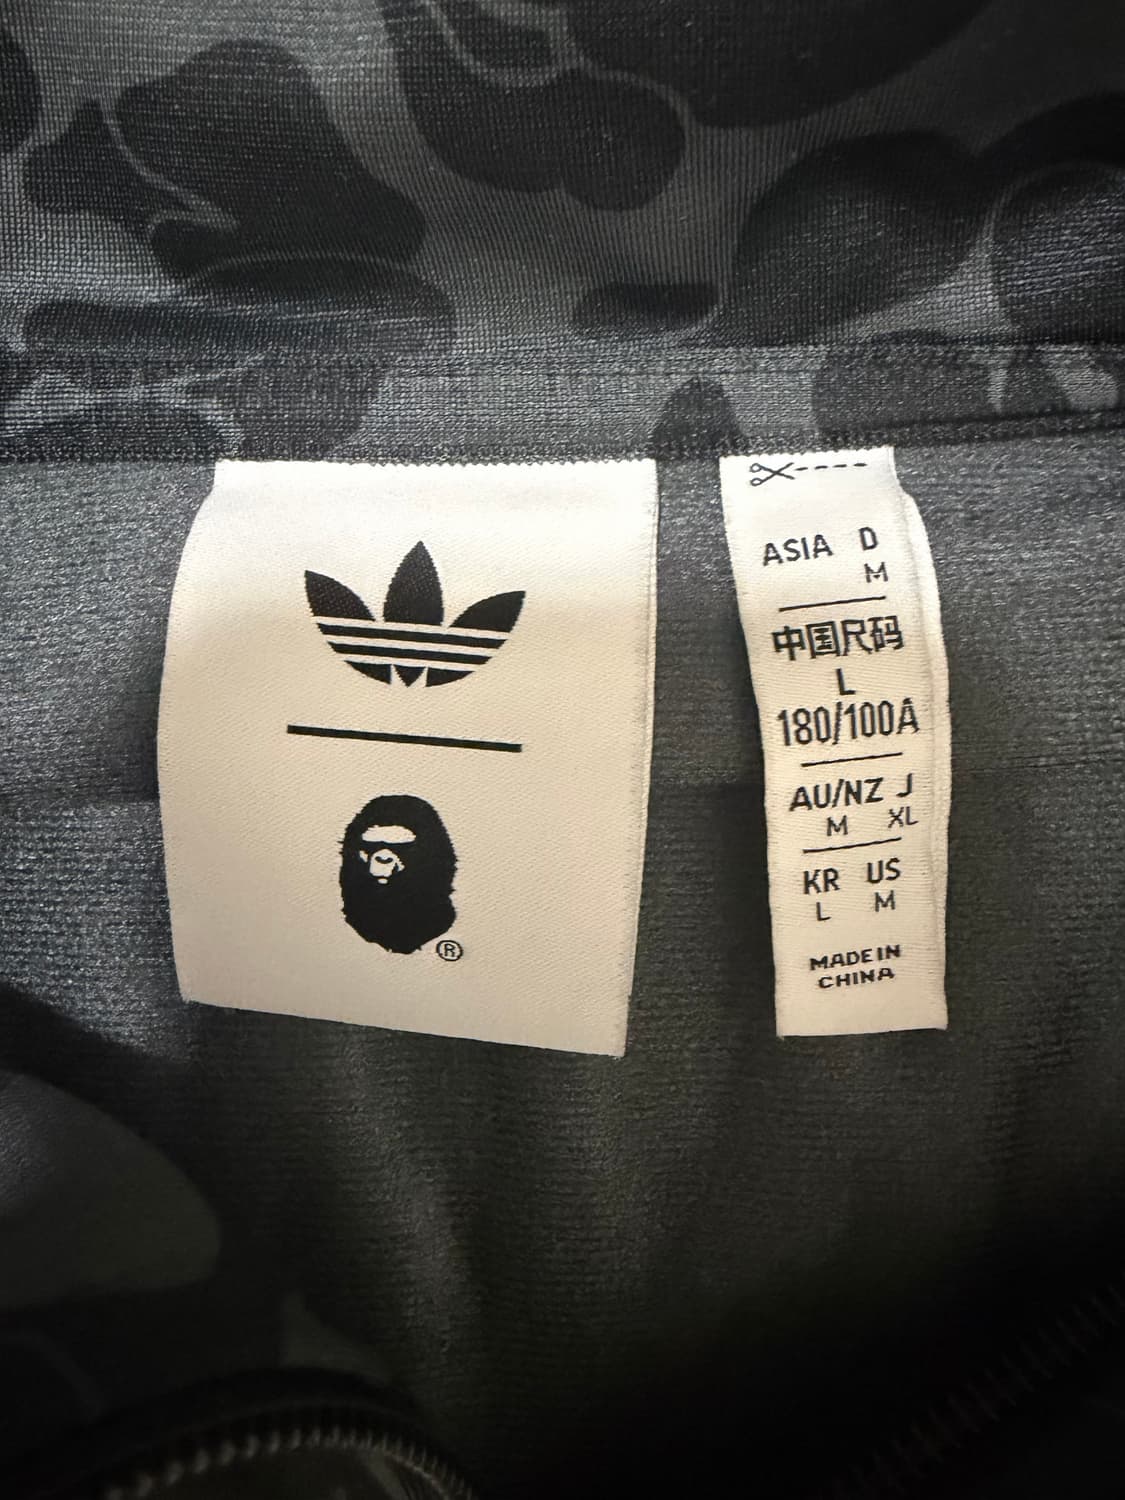 ®
ASIA D
M
中国尺码
L
180/100A
AU/NZ J
M XL
KR US
L M
MADE IN
CHINA